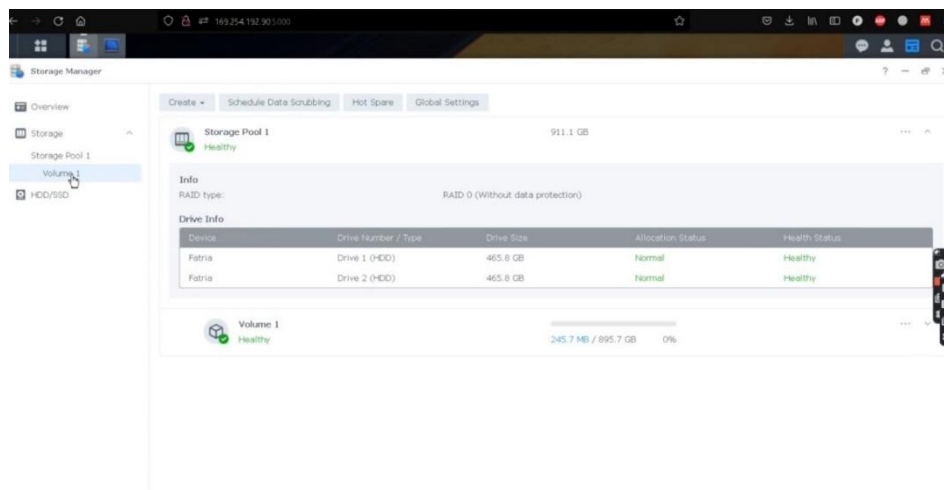 169.254.192.90:5000
Storage Manager
Overview
Storage
Storage Pool 1
Volume 1
HDD/SSD
Create
Schedule Data Scrubbing
Hot Spare
Global Settings
Storage Pool 1
911.1 GB
Healthy
Info
RAID type:
RAID 0 (Without data protection)
Drive Info
Device Drive Number / Type Drive Size Allocation Status Health Status
Fatria Drive 1 (HDD) 465.8 GB Normal Healthy
Fatria Drive 2 (HDD) 465.8 GB Normal Healthy
Volume 1
Healthy
245.7 MB / 895.7 GB 0%